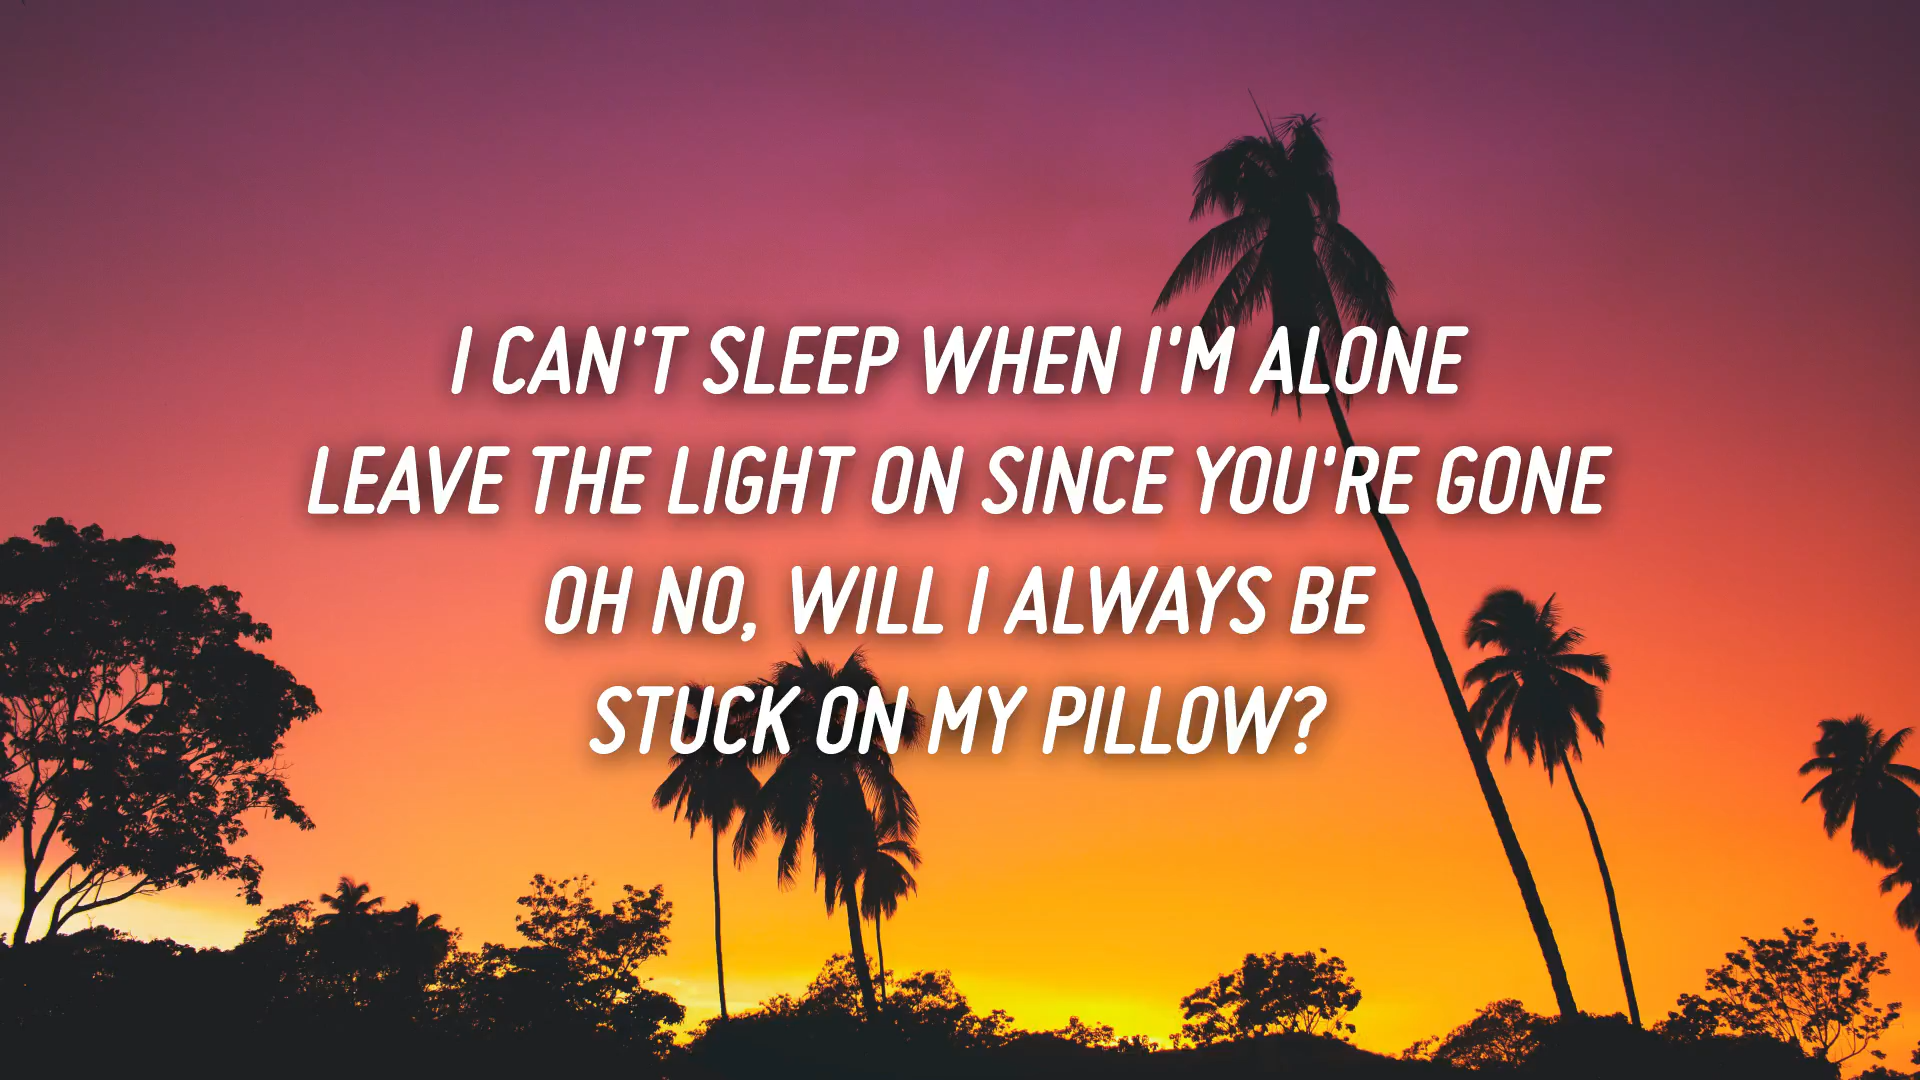 I CAN'T SLEEP WHEN I'M ALONE
LEAVE THE LIGHT ON SINCE YOU'RE GONE
OH NO, WILL I ALWAYS BE
STUCK ON MY PILLOW?